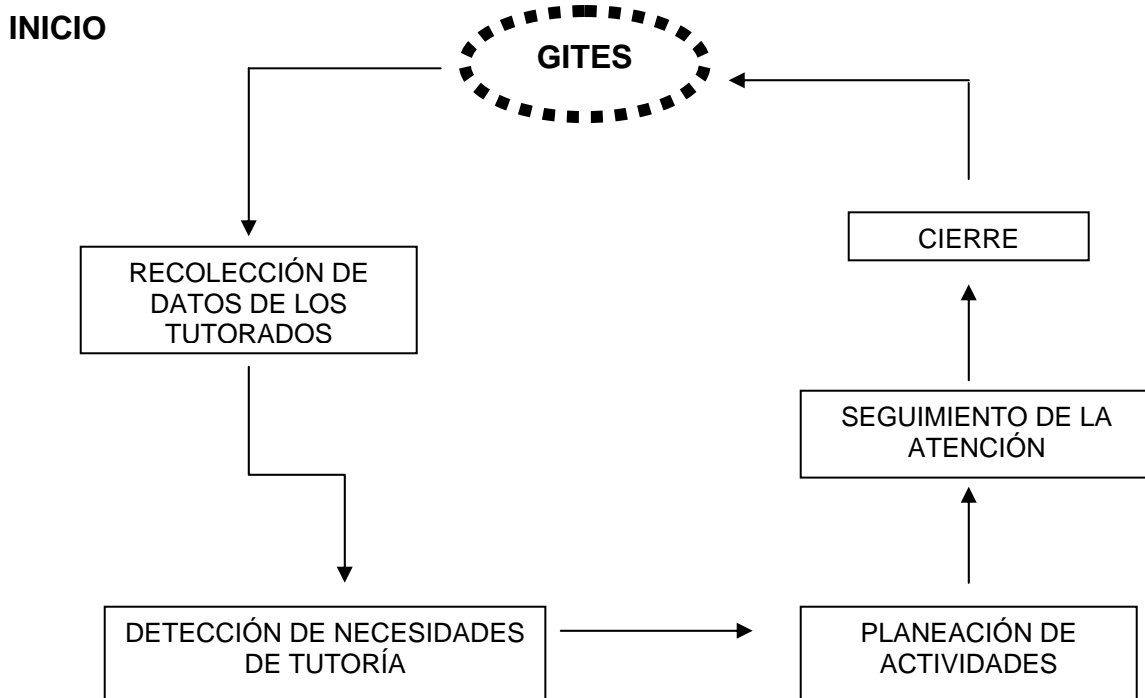 INICIO
GITES
RECOLECCIÓN DE
DATOS DE LOS
TUTORADOS
DETECCIÓN DE NECESIDADES
DE TUTORÍA
PLANEACIÓN DE
ACTIVIDADES
SEGUIMIENTO DE LA
ATENCIÓN
CIERRE